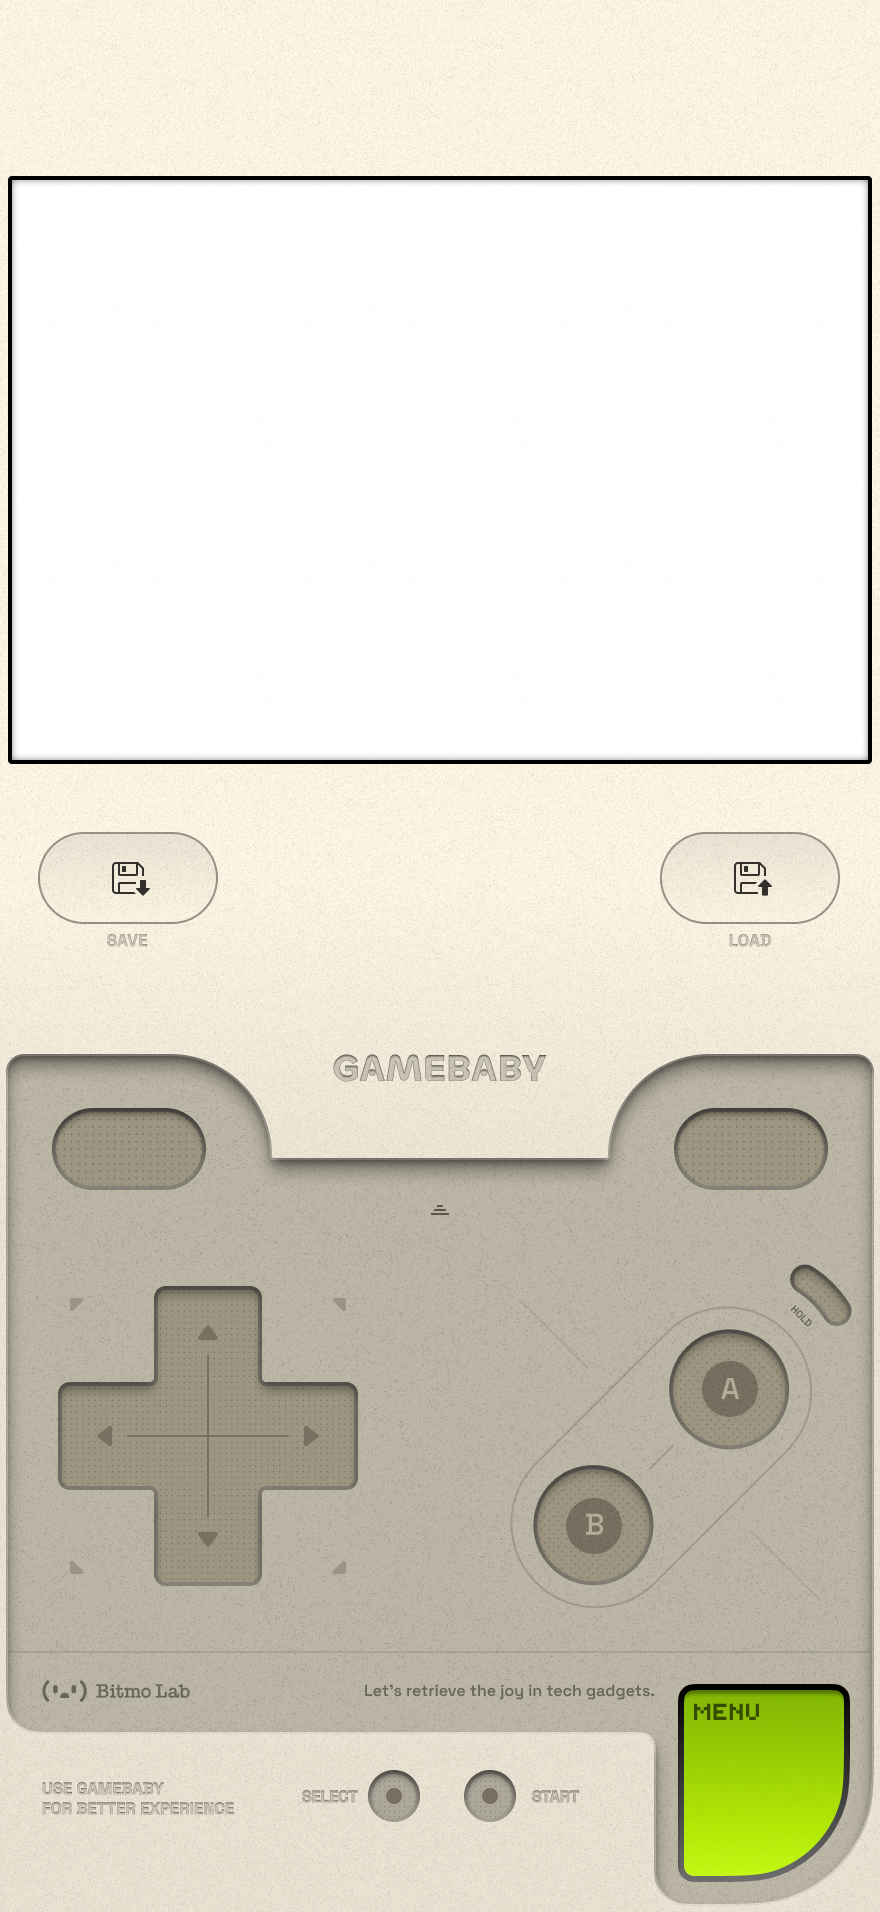 SAVE
LOAD
GAMEBABY
HOLD
A
B
(·-·) Bitmo Lab
Let's retrieve the joy in tech gadgets.
MENU
USE GAMEBABY
FOR BETTER EXPERIENCE
SELECT
START